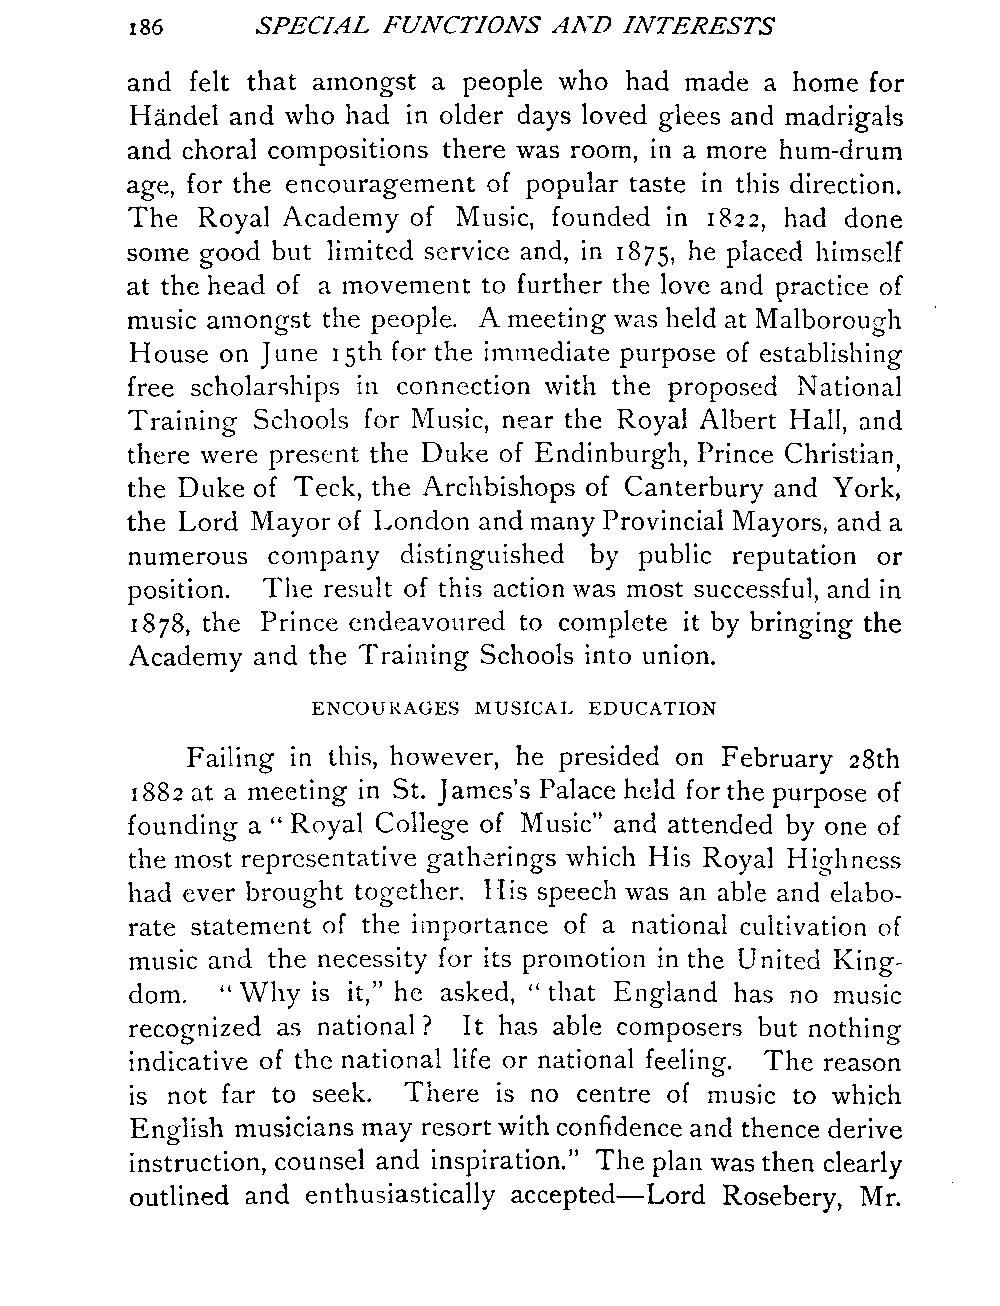 186 SPECIAL FUNCTIONS AND INTERESTS
and felt that amongst a people who had made a home for
Händel and who had in older days loved glees and madrigals
and choral compositions there was room, in a more hum-drum
age, for the encouragement of popular taste in this direction.
The Royal Academy of Music, founded in 1822, had done
some good but limited service and, in 1875, he placed himself
at the head of a movement to further the love and practice of
music amongst the people. A meeting was held at Malborough
House on June 15th for the immediate purpose of establishing
free scholarships in connection with the proposed National
Training Schools for Music, near the Royal Albert Hall, and
there were present the Duke of Endinburgh, Prince Christian,
the Duke of Teck, the Archbishops of Canterbury and York,
the Lord Mayor of London and many Provincial Mayors, and a
numerous company distinguished by public reputation or
position. The result of this action was most successful, and in
1878, the Prince endeavoured to complete it by bringing the
Academy and the Training Schools into union.
ENCOURAGES MUSICAL EDUCATION
Failing in this, however, he presided on February 28th
1882 at a meeting in St. James's Palace held for the purpose of
founding a "Royal College of Music" and attended by one of
the most representative gatherings which His Royal Highness
had ever brought together. His speech was an able and elabo-
rate statement of the importance of a national cultivation of
music and the necessity for its promotion in the United King-
dom. "Why is it," he asked, "that England has no music
recognized as national? It has able composers but nothing
indicative of the national life or national feeling. The reason
is not far to seek. There is no centre of music to which
English musicians may resort with confidence and thence derive
instruction, counsel and inspiration." The plan was then clearly
outlined and enthusiastically accepted—Lord Rosebery, Mr.